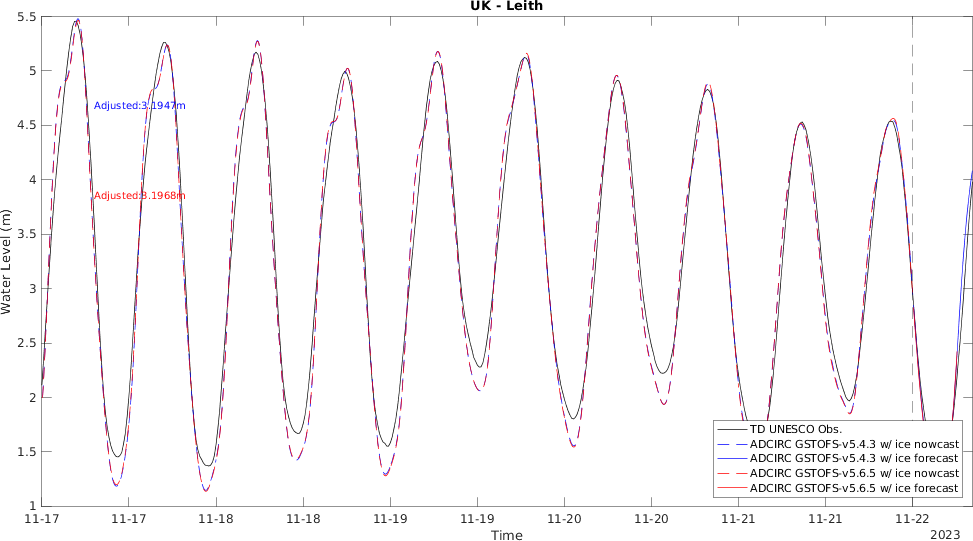 UK - Leith
5.5
5
4.5
4
3.5
3
2.5
2
1.5
1
Water Level (m)
Adjusted:3.1947m
Adjusted:3.1968m
TD UNESCO Obs.
ADCIRC GSTOFS-v5.4.3 w/ ice nowcast
ADCIRC GSTOFS-v5.4.3 w/ ice forecast
ADCIRC GSTOFS-v5.6.5 w/ ice nowcast
ADCIRC GSTOFS-v5.6.5 w/ ice forecast
11-17 11-17 11-18 11-18 11-19 11-19 11-20 11-20 11-21 11-21 11-22
Time
2023